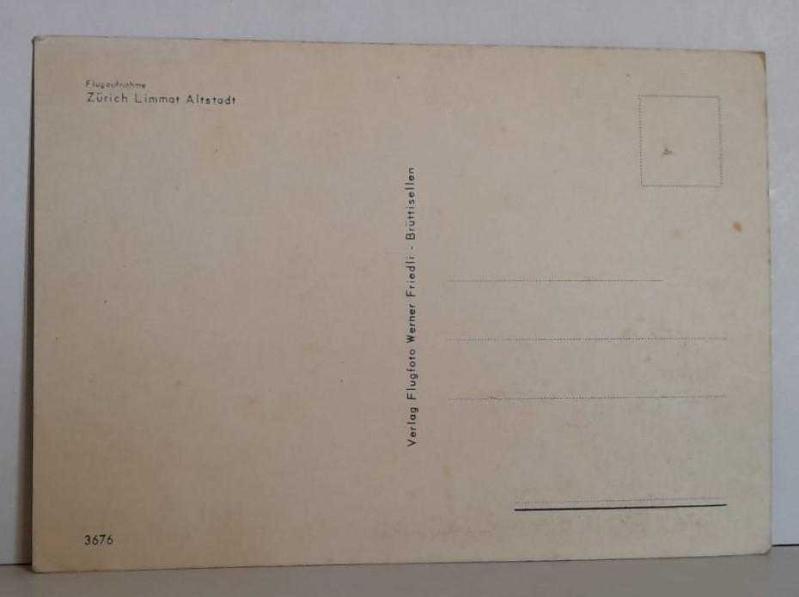 Flugaufnahme
Zürich Limmat Altstadt
Verlag Flugfoto Werner Friedli - Brüttisellen
3676